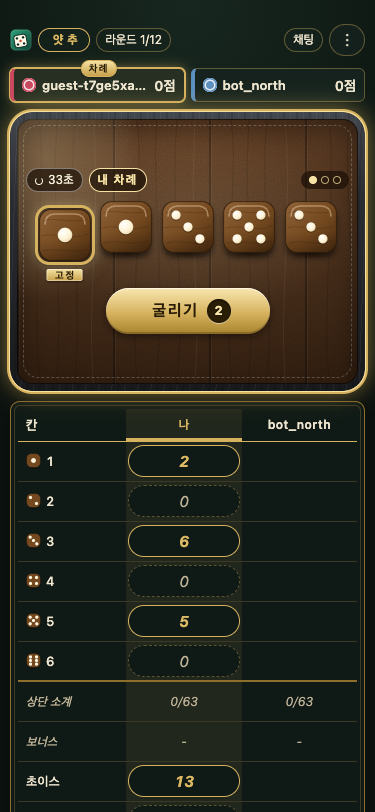 얏 추
라운드 1/12
채팅
차례
guest-t7ge5xa... 0점
bot_north 0점
33초
내 차례
고정
굴리기 2
칸 나 bot_north
1 2
2 0
3 6
4 0
5 5
6 0
상단 소계 0/63 0/63
보너스 - -
초이스 13